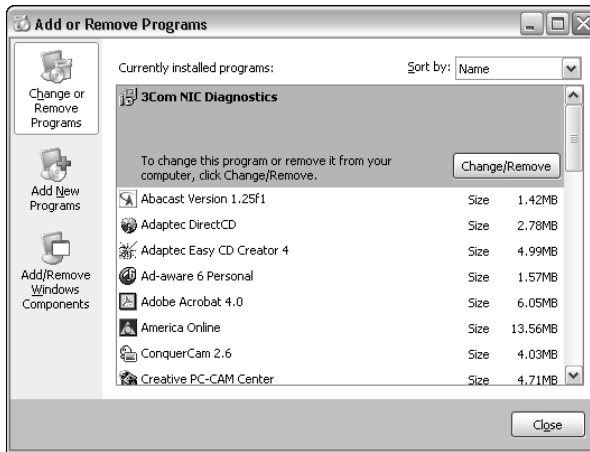 Add or Remove Programs
Change or
Remove
Programs
Add New
Programs
Add/Remove
Windows
Components
Currently installed programs:
Sort by: Name
3Com NIC Diagnostics
To change this program or remove it from your
computer, click Change/Remove.
Change/Remove
Abacast Version 1.25f1 Size 1.42MB
Adaptec DirectCD Size 2.78MB
Adaptec Easy CD Creator 4 Size 4.99MB
Ad-aware 6 Personal Size 1.57MB
Adobe Acrobat 4.0 Size 6.05MB
America Online Size 13.56MB
ConquerCam 2.6 Size 4.03MB
Creative PC-CAM Center Size 4.71MB
Close